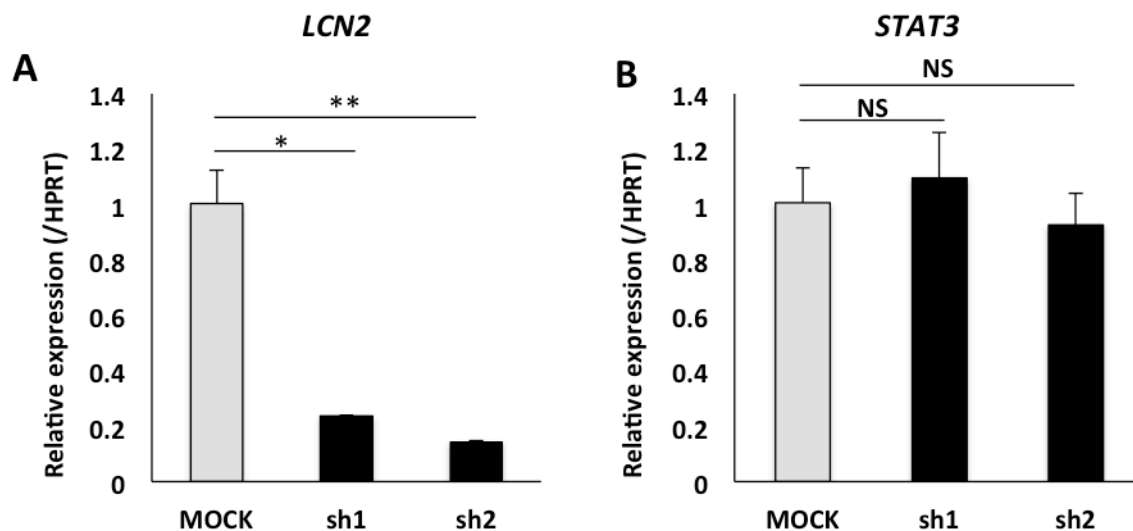 LCN2
A
Relative expression (/HPRT)
1.4
1.2
1
0.8
0.6
0.4
0.2
0
**
*
MOCK sh1 sh2
STAT3
B
Relative expression (/HPRT)
1.4
1.2
1
0.8
0.6
0.4
0.2
0
NS
NS
MOCK sh1 sh2